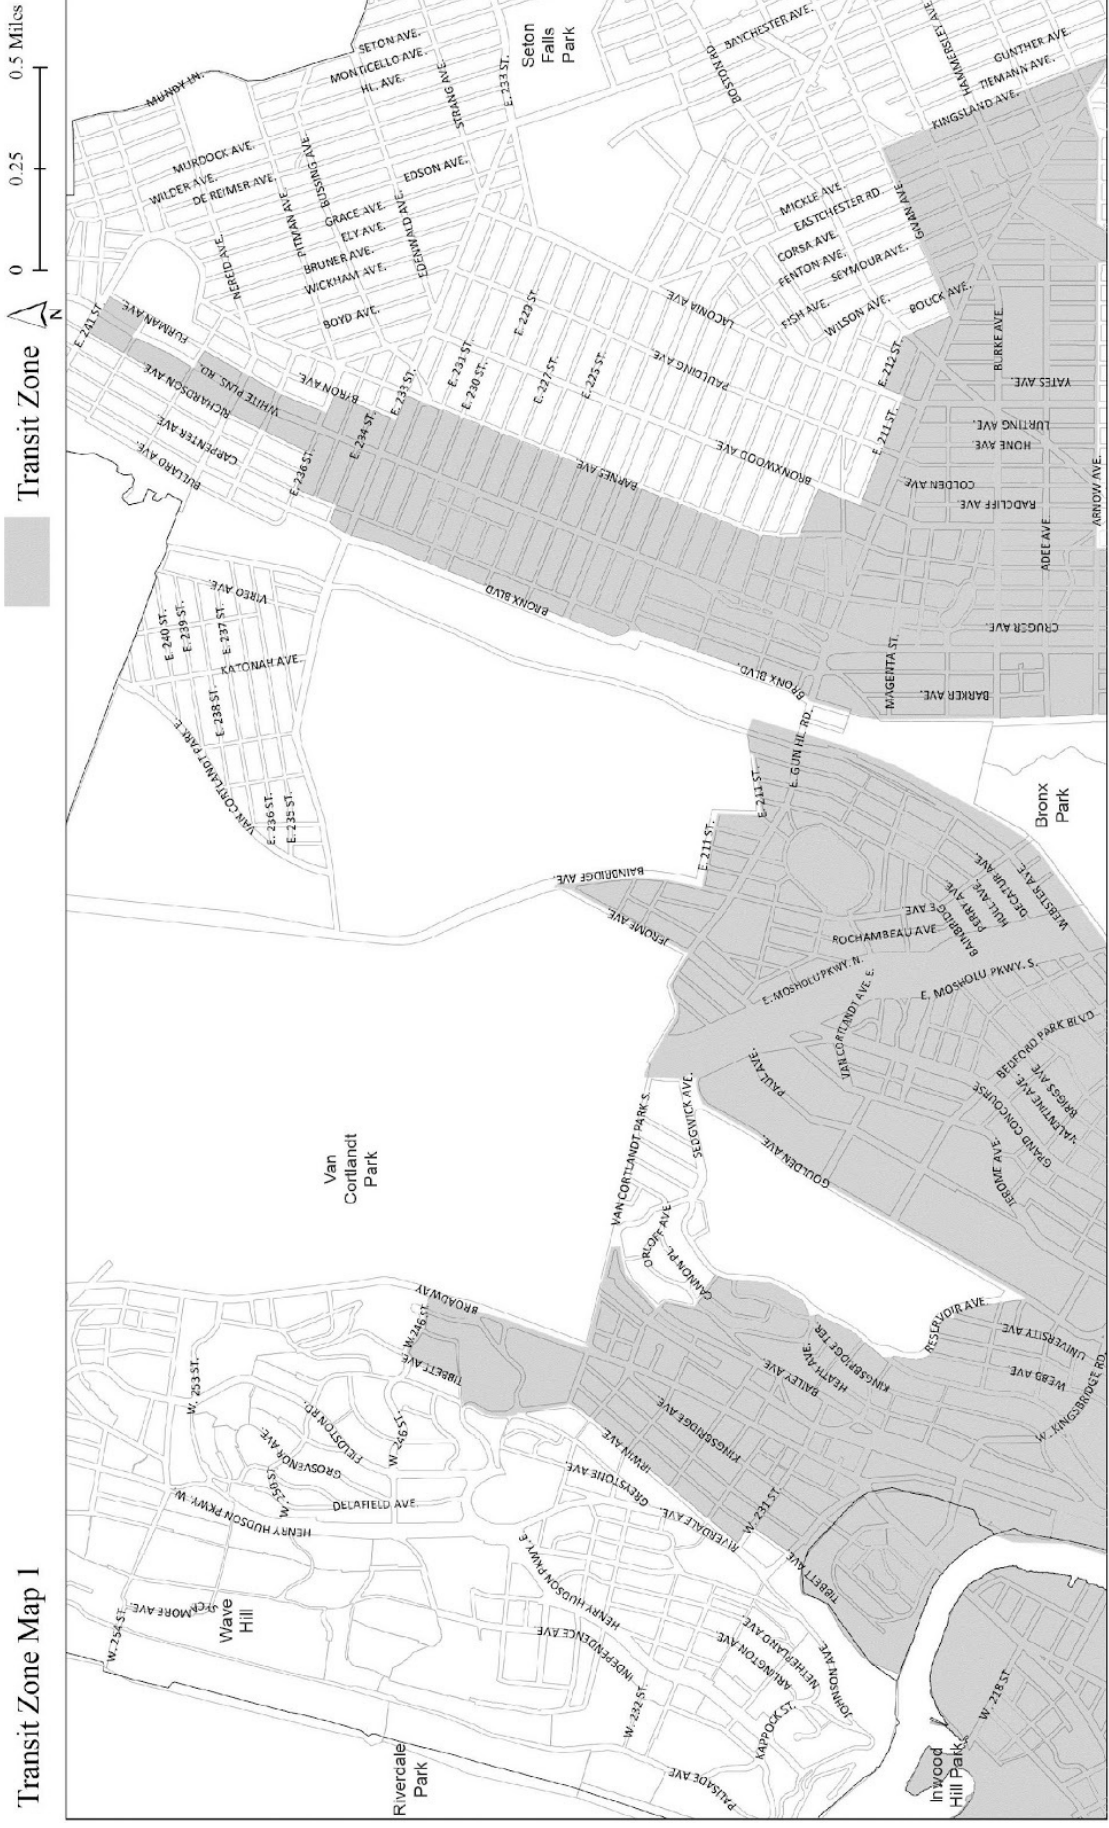 Transit Zone Map 1
Transit Zone
N
0
0.25
0.5 Miles
W. 254 ST.
SYCAMORE AVE.
Wave
Hill
Riverdale
Park
HENRY HUDSON PKWY. W.
W. 253 ST.
W. 250 ST.
GROSVENOR AVE.
FIELDSTON RD.
DELAFIELD AVE.
W. 246 ST.
TIBBETT AVE.
W. 246 ST.
BROADWAY
Van
Cortlandt
Park
HENRY HUDSON PKWY. E.
INDEPENDENCE AVE.
GREYSTONE AVE.
IRWIN AVE.
RIVERDALE AVE.
W. 232 ST.
W. 231 ST.
ARLINGTON AVE.
NETHERLAND AVE.
JOHNSON AVE.
KAPPOCK ST.
PALISADE AVE.
TIBBETT AVE.
Inwood
Hill Park
W. 218 ST.
KINGSBRIDGE AVE.
BAILEY AVE.
HEATH AVE.
KINGSBRIDGE TER.
W. KINGSBRIDGE RD.
WEBB AVE.
UNIVERSITY AVE.
RESERVOIR AVE.
CANNON PL.
ORLOFF AVE.
VAN CORTLANDT PARK S.
SEDGWICK AVE.
GOULDEN AVE.
PAUL AVE.
JEROME AVE.
GRAND CONCOURSE
VALENTINE AVE.
BRIGGS AVE
BEDFORD PARK BLVD
VAN CORTLANDT AVE. E.
E. MOSHOLU PKWY. N.
E. MOSHOLU PKWY. S.
ROCHAMBEAU AVE
BAINBRIDGE AVE.
PERRY AVE.
HULL AVE.
DECATUR AVE.
WEBSTER AVE.
JEROME AVE.
BAINBRIDGE AVE.
E. 211 ST.
E. 211 ST.
E. GUN HL. RD.
Bronx
Park
VAN CORTLANDT PARK E.
E. 236 ST.
E. 235 ST.
E. 238 ST.
KATONAH AVE.
E. 240 ST.
E. 239 ST.
E. 237 ST.
VIREO AVE.
BRONX BLVD
BRONX BLVD.
MAGENTA ST.
BARKER AVE.
CRUGER AVE.
ADEE AVE.
RADCLIFF AVE.
COLDEN AVE
HONE AVE.
LURTING AVE.
YATES AVE.
ARNOW AVE.
BURKE AVE.
E. 241 ST.
FURMAN AVE
WHITE PLNS. RD.
RICHARDSON AVE.
CARPENTER AVE.
BULLARD AVE.
E. 236 ST.
E. 234 ST.
E. 233 ST.
BYRON AVE.
BARNES AVE
BRONXWOOD AVE.
PAULDING AVE.
LACONIA AVE
E. 231 ST.
E. 230 ST.
E. 229 ST.
E. 227 ST.
E. 225 ST.
E. 212 ST.
E. 211 ST.
BOUCK AVE.
MUNDY LN.
MURDOCK AVE.
WILDER AVE.
DE REIMER AVE.
NEREID AVE.
PITMAN AVE.
BUSSING AVE.
GRACE AVE.
ELY AVE.
BRUNER AVE.
WICKHAM AVE.
BOYD AVE.
EDENWALD AVE.
EDSON AVE.
SETON AVE.
MONTICELLO AVE.
HL. AVE.
STRANG AVE.
E. 233 ST.
Seton
Falls
Park
BOSTON RD
BAYCHESTER AVE.
MICKLE AVE.
EASTCHESTER RD
CORSA AVE.
FENTON AVE.
SEYMOUR AVE.
FISH AVE.
WILSON AVE.
GIVAN AVE
HAMMERSLEY AVE
GUNTHER AVE.
TIEMANN AVE.
KINGSLAND AVE.